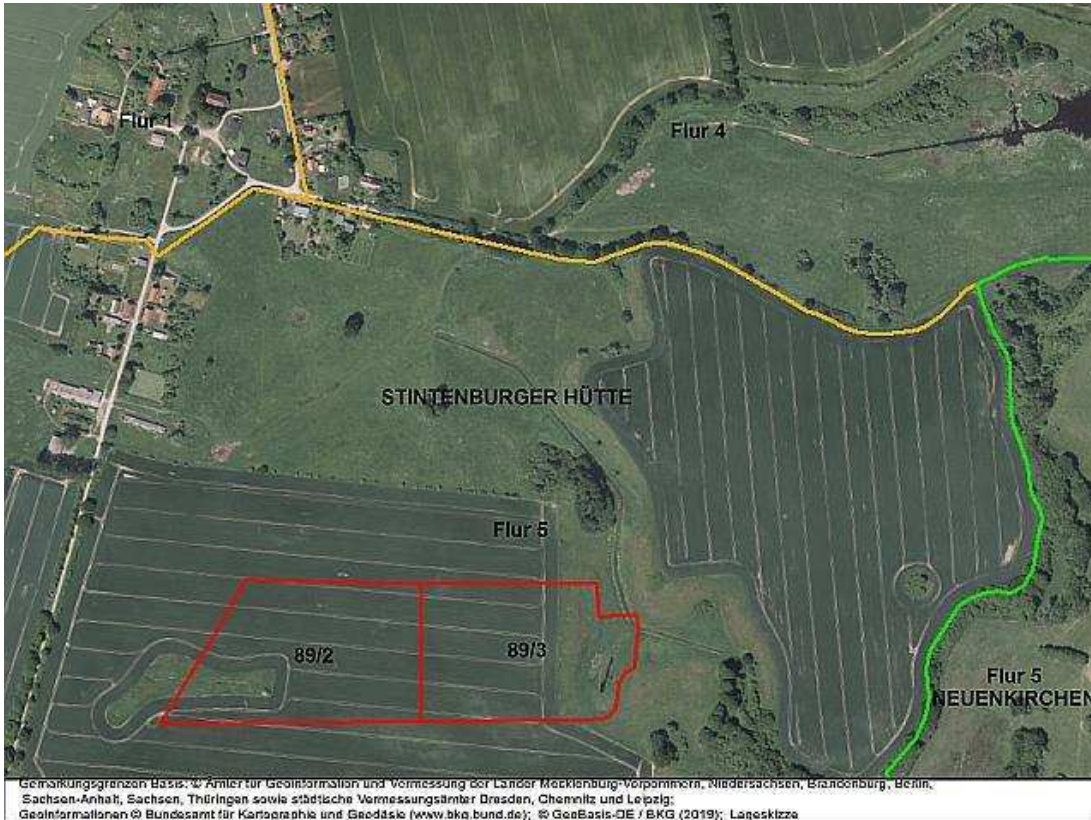 Flur 1
Flur 4
STINTENBURGER HÜTTE
Flur 5
89/2
89/3
Flur 5
NEUENKIRCHEN
Gemarkungsgrenzen Basis: © Ämter für Geoinformation und Vermessung der Länder Mecklenburg-Vorpommern, Niedersachsen, Brandenburg, Berlin,
Sachsen-Anhalt, Sachsen, Thüringen sowie städtische Vermessungsämter Dresden, Chemnitz und Leipzig;
Geoinformationen © Bundesamt für Kartographie und Geodäsie (www.bkg.bund.de); © GeoBasis-DE / BKG (2019); Lageskizze